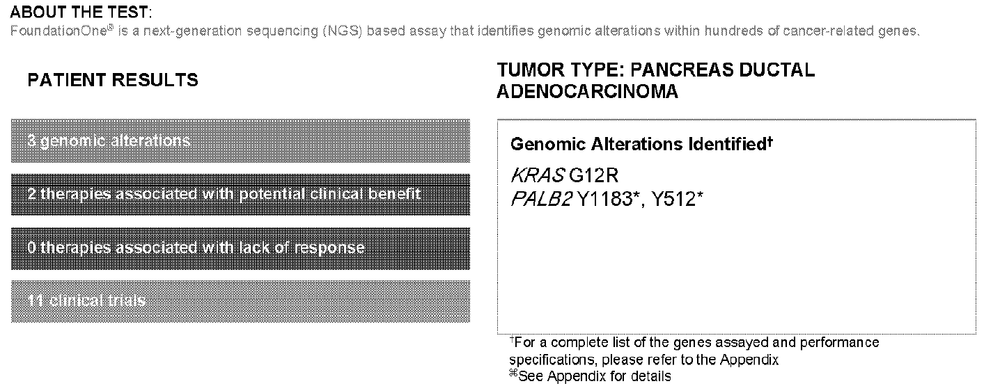 ABOUT THE TEST:
FoundationOne® is a next-generation sequencing (NGS) based assay that identifies genomic alterations within hundreds of cancer-related genes.
PATIENT RESULTS
3 genomic alterations
2 therapies associated with potential clinical benefit
0 therapies associated with lack of response
11 clinical trials
TUMOR TYPE: PANCREAS DUCTAL
ADENOCARCINOMA
Genomic Alterations Identified†
KRAS G12R
PALB2 Y1183*, Y512*
†For a complete list of the genes assayed and performance
specifications, please refer to the Appendix
⌘See Appendix for details